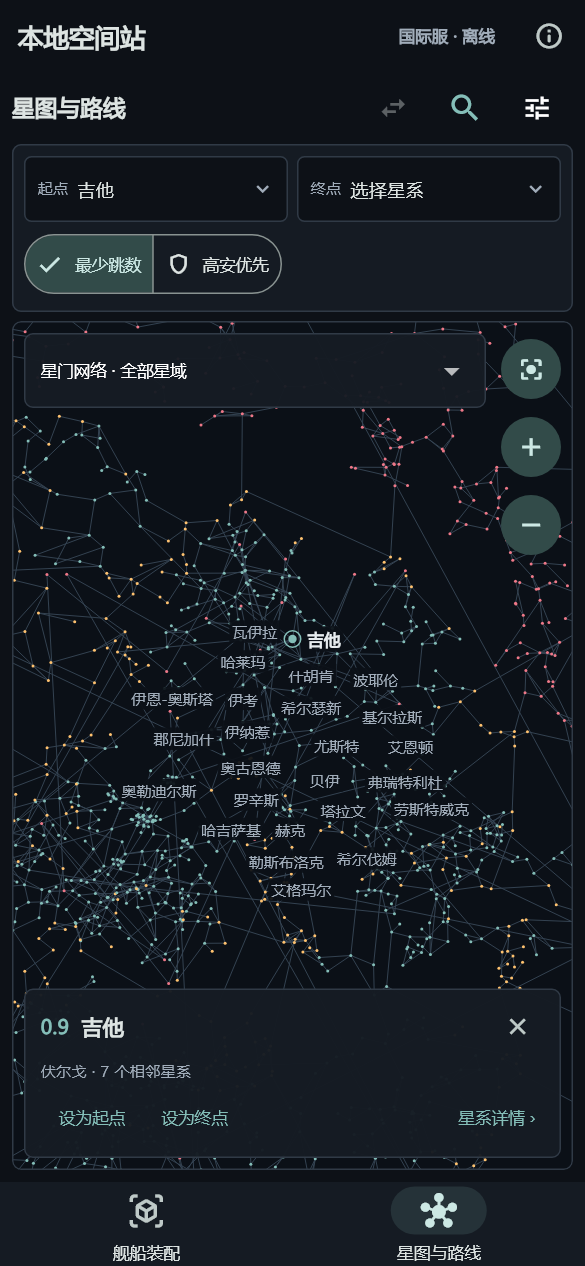 本地空间站
国际服 · 离线
星图与路线
起点 吉他
终点 选择星系
最少跳数
高安优先
星门网络 · 全部星域
瓦伊拉
吉他
哈莱玛
什胡肯
波耶伦
伊恩-奥斯塔
伊考
希尔瑟新
基尔拉斯
郡尼加什
伊纳惹
尤斯特
艾恩顿
奥古恩德
贝伊
弗瑞特利杜
奥勒迪尔斯
罗辛斯
塔拉文
劳斯特威克
哈吉萨基
赫克
勒斯布洛克
希尔伐姆
艾格玛尔
0.9 吉他
伏尔戈 · 7 个相邻星系
设为起点
设为终点
星系详情 ›
舰船装配
星图与路线